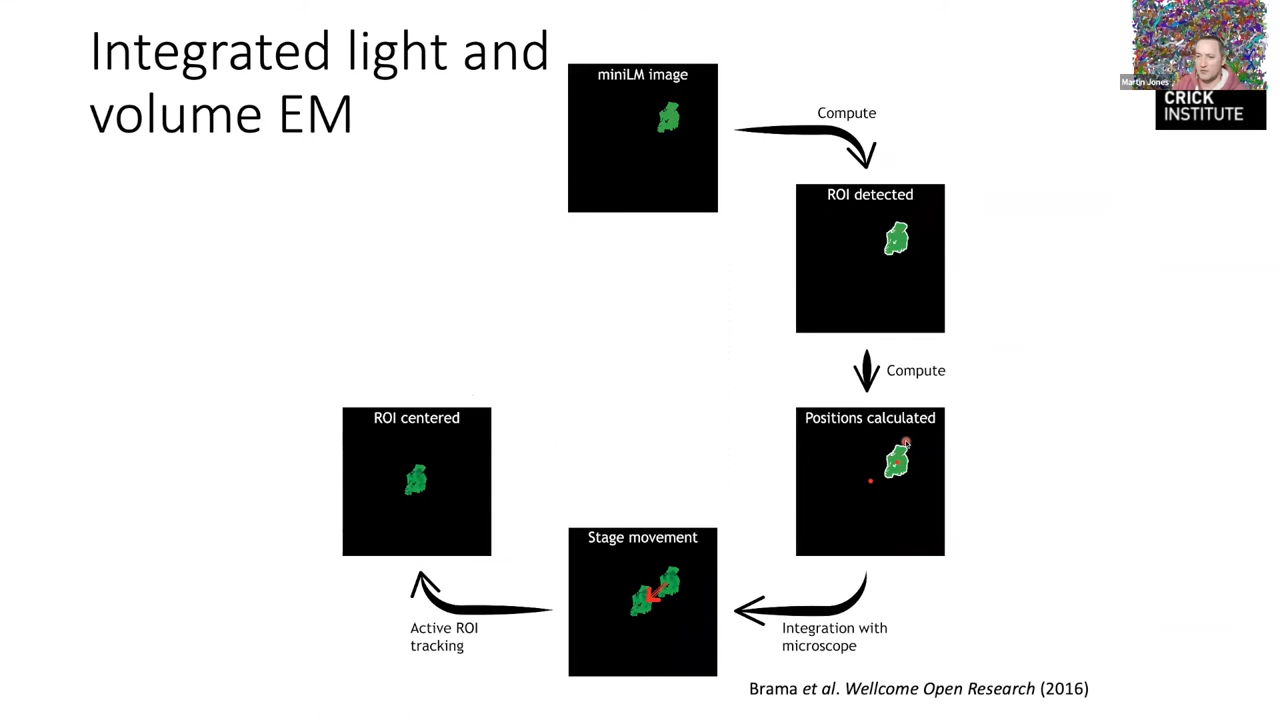 Integrated light and
volume EM
miniLM image
Compute
ROI detected
Compute
Positions calculated
Integration with
microscope
Stage movement
Active ROI
tracking
ROI centered
Brama et al. Wellcome Open Research (2016)
Martin Jones
CRICK
INSTITUTE